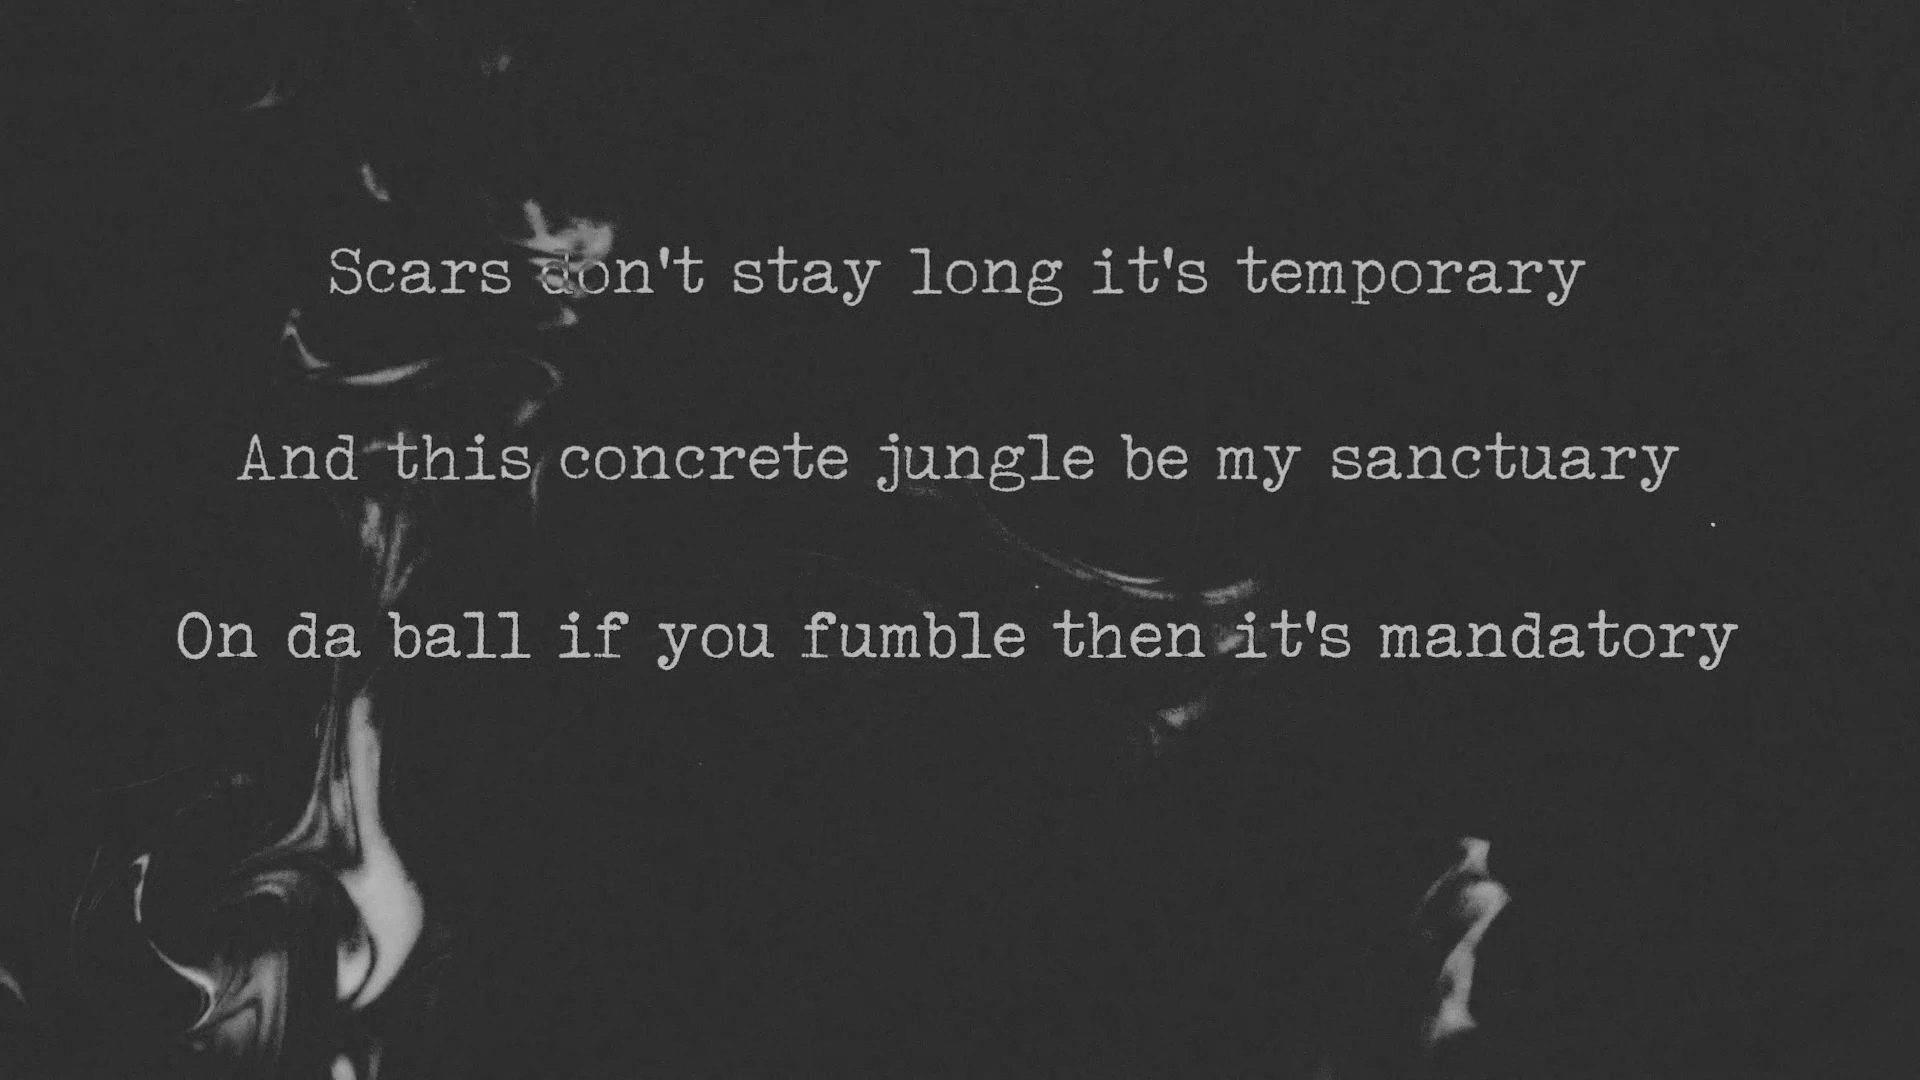 Scars don't stay long it's temporary
And this concrete jungle be my sanctuary
On da ball if you fumble then it's mandatory